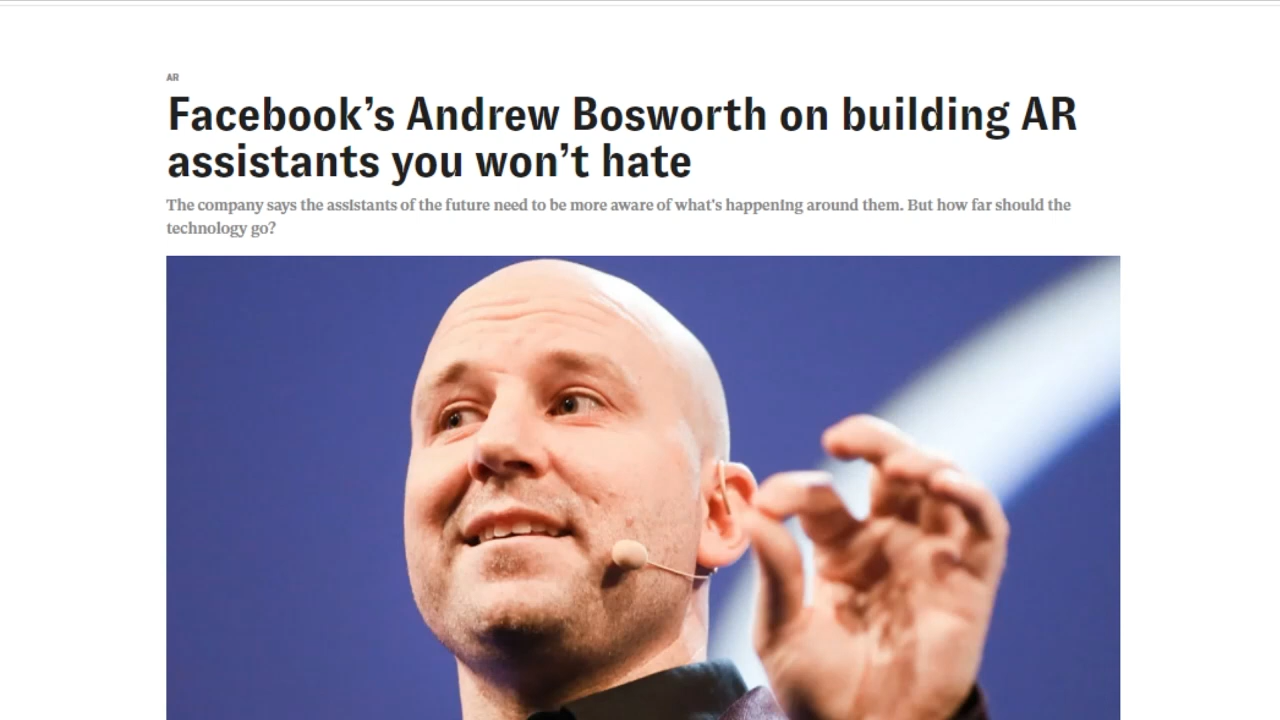 AR
Facebook’s Andrew Bosworth on building AR
assistants you won’t hate
The company says the assistants of the future need to be more aware of what’s happening around them. But how far should the
technology go?